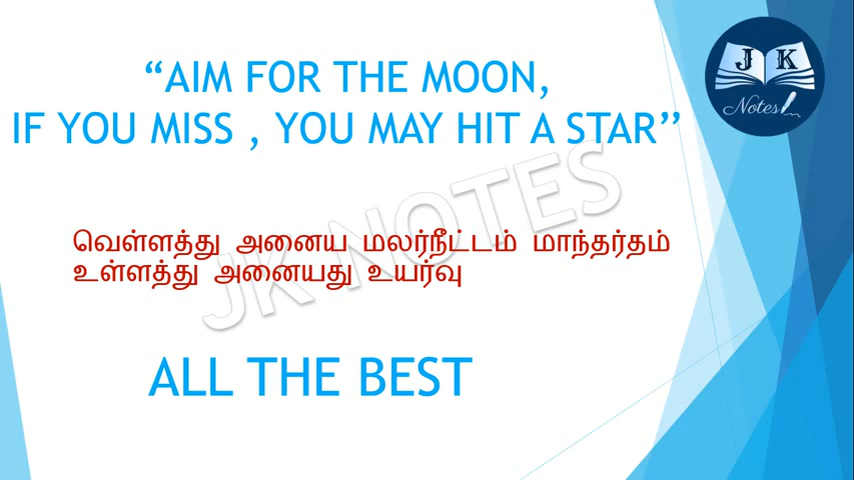 “AIM FOR THE MOON,
IF YOU MISS , YOU MAY HIT A STAR’’
வெள்ளத்து அனைய மலர்நீட்டம் மாந்தர்தம்
உள்ளத்து அனையது உயர்வு
ALL THE BEST
JK NOTES
J K
Notes